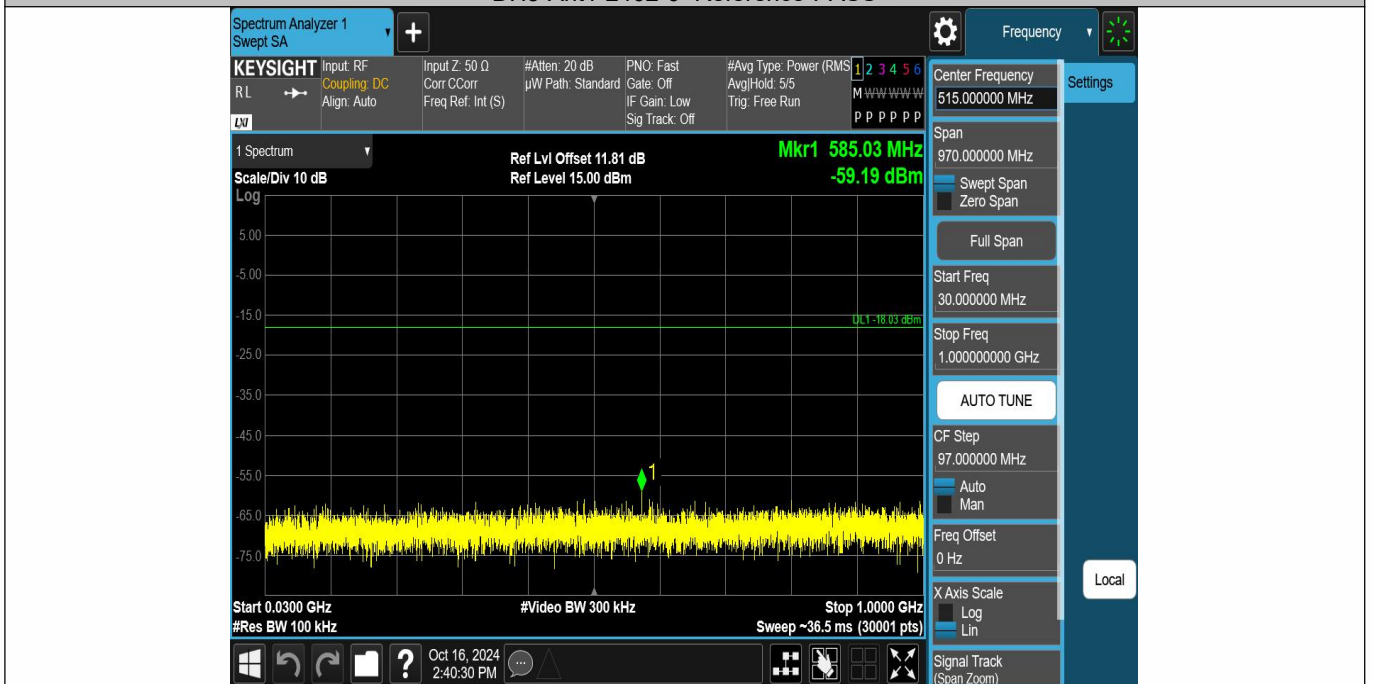 Spectrum Analyzer 1
Swept SA
Frequency
KEYSIGHT
RL
LXI
Input: RF
Coupling: DC
Align: Auto
Input Z: 50 Ω
Corr CCorr
Freq Ref: Int (S)
#Atten: 20 dB
µW Path: Standard
PNO: Fast
Gate: Off
IF Gain: Low
Sig Track: Off
#Avg Type: Power (RMS
Avg|Hold: 5/5
Trig: Free Run
1 2 3 4 5 6
M W W W W W
P P P P P P
1 Spectrum
Scale/Div 10 dB
Ref Lvl Offset 11.81 dB
Ref Level 15.00 dBm
Mkr1 585.03 MHz
-59.19 dBm
Log
5.00
-5.00
-15.0
DL1 -18.03 dBm
-25.0
-35.0
-45.0
-55.0
1
-65.0
-75.0
Start 0.0300 GHz
#Res BW 100 kHz
#Video BW 300 kHz
Stop 1.0000 GHz
Sweep ~36.5 ms (30001 pts)
Oct 16, 2024
2:40:30 PM
Center Frequency
515.000000 MHz
Span
970.000000 MHz
Swept Span
Zero Span
Full Span
Start Freq
30.000000 MHz
Stop Freq
1.000000000 GHz
AUTO TUNE
CF Step
97.000000 MHz
Auto
Man
Freq Offset
0 Hz
X Axis Scale
Log
Lin
Signal Track
(Span Zoom)
Settings
Local